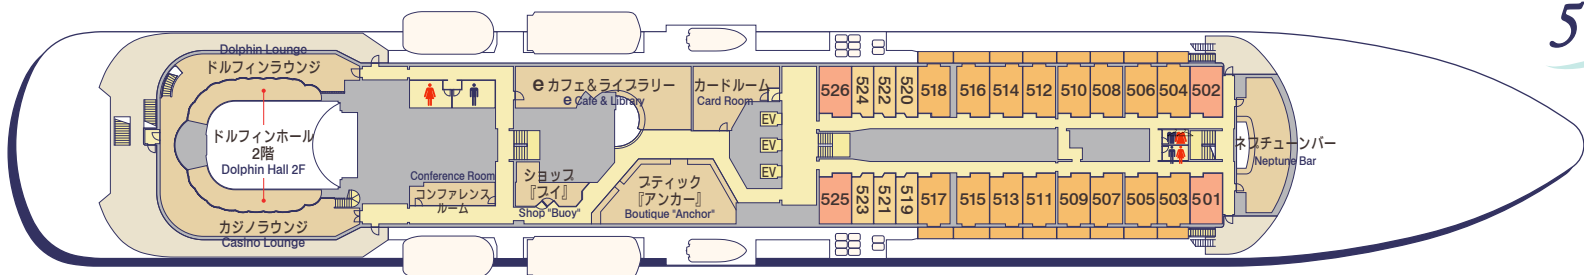 5
Dolphin Lounge
ドルフィンラウンジ
e カフェ&ライブラリー
e Cafe & Library
カードルーム
Card Room
EV
EV
EV
526 524 522 520 518 516 514 512 510 508 506 504 502
ドルフィンホール
2階
Dolphin Hall 2F
ネプチューンバー
Neptune Bar
Conference Room
コンファレンス
ルーム
ショップ
『ブイ』
Shop "Buoy"
ブティック
『アンカー』
Boutique "Anchor"
525 523 521 519 517 515 513 511 509 507 505 503 501
カジノラウンジ
Casino Lounge